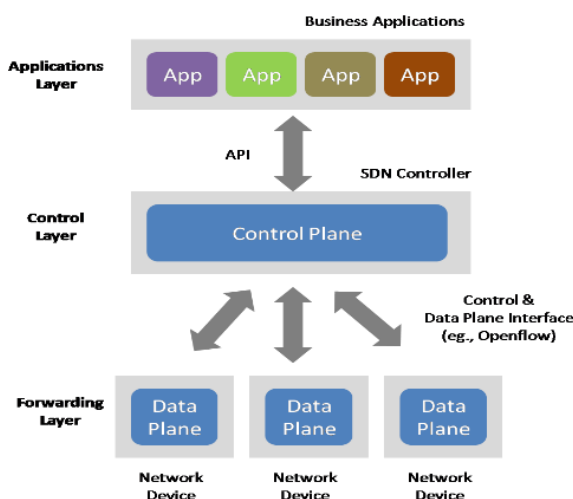 Business Applications
Applications
Layer
App App App App
API
SDN Controller
Control
Layer
Control Plane
Control &
Data Plane Interface
(eg., Openflow)
Forwarding
Layer
Data
Plane
Data
Plane
Data
Plane
Network
Device
Network
Device
Network
Device